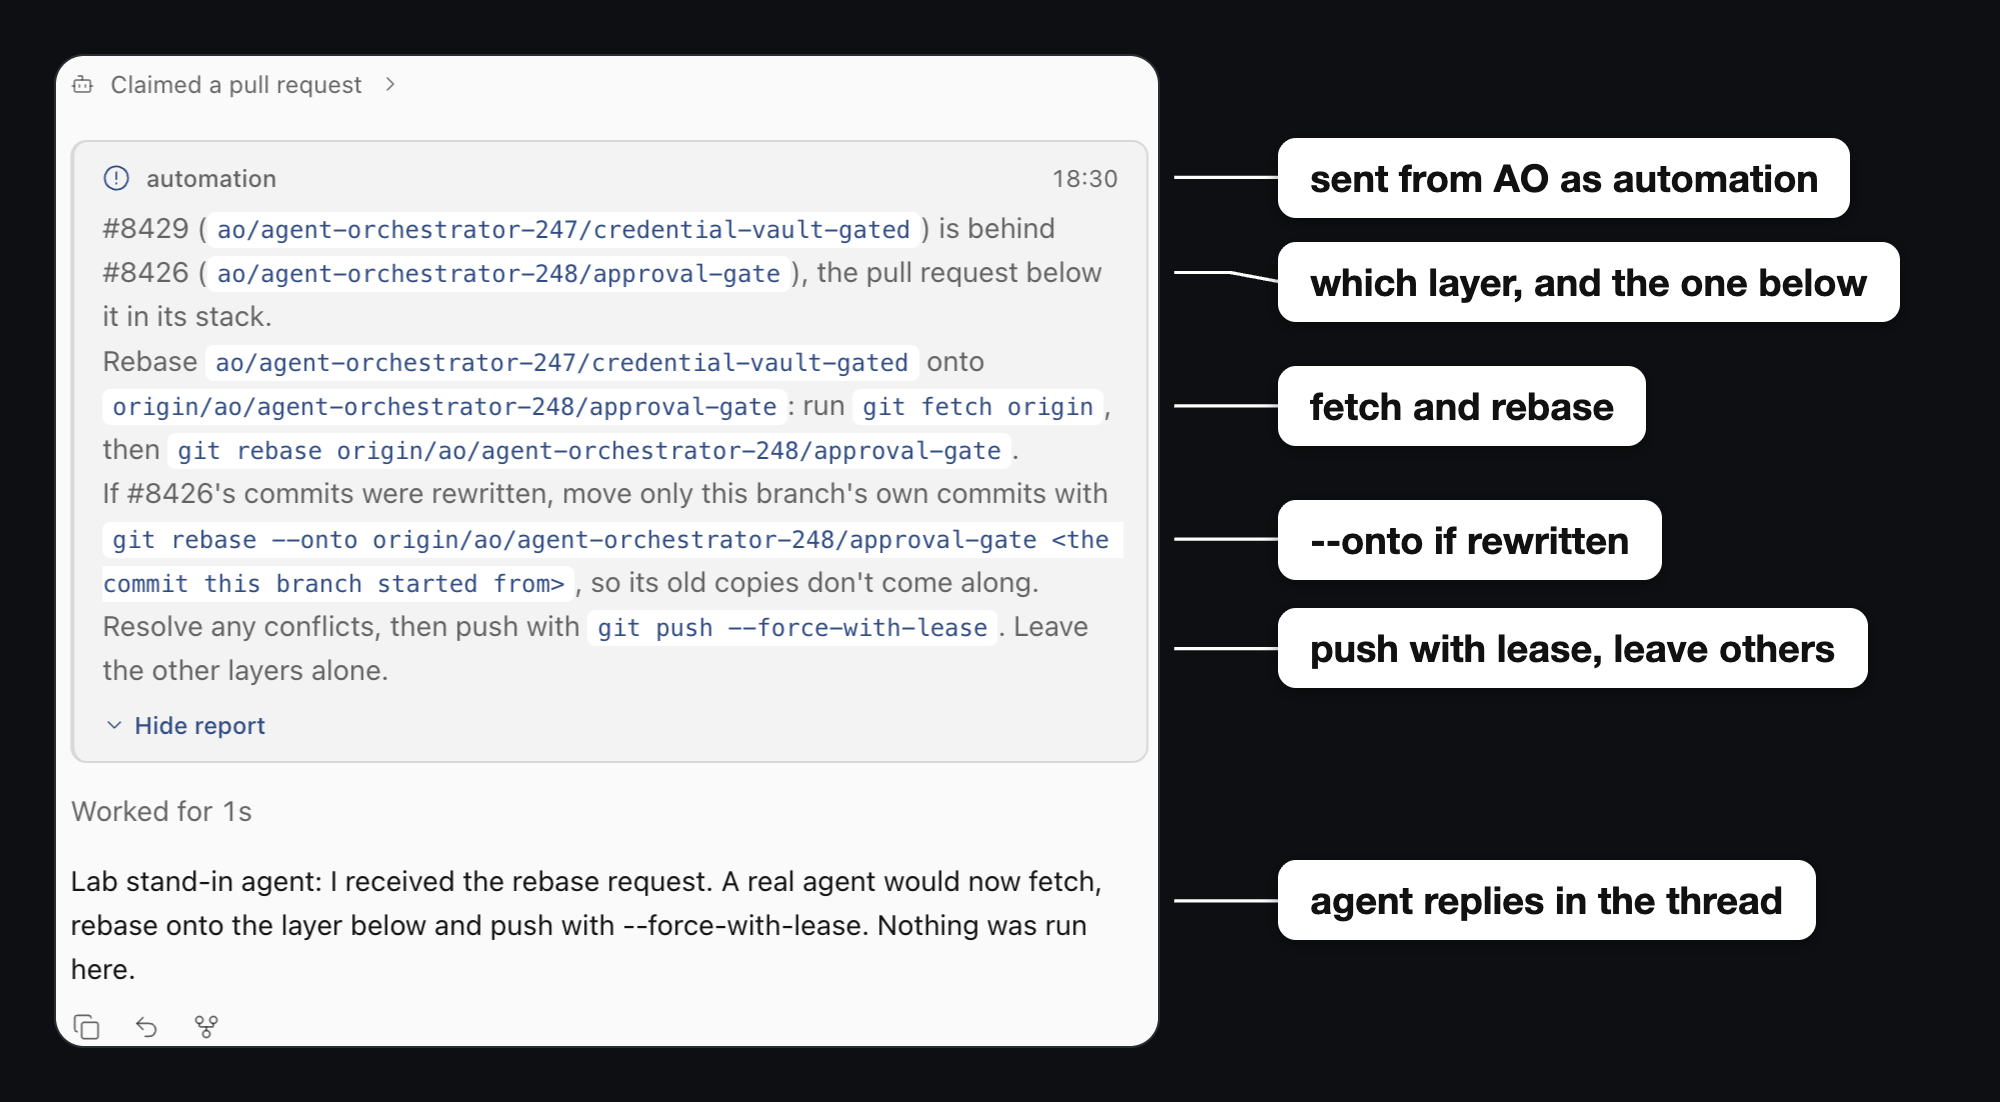 Claimed a pull request
automation 18:30
sent from AO as automation
#8429 ( ao/agent-orchestrator-247/credential-vault-gated ) is behind
#8426 ( ao/agent-orchestrator-248/approval-gate ), the pull request below
which layer, and the one below
it in its stack.
Rebase ao/agent-orchestrator-247/credential-vault-gated onto
origin/ao/agent-orchestrator-248/approval-gate : run git fetch origin ,
fetch and rebase
then git rebase origin/ao/agent-orchestrator-248/approval-gate .
If #8426's commits were rewritten, move only this branch's own commits with
git rebase --onto origin/ao/agent-orchestrator-248/approval-gate <the
--onto if rewritten
commit this branch started from> , so its old copies don't come along.
Resolve any conflicts, then push with git push --force-with-lease . Leave
push with lease, leave others
the other layers alone.
Hide report
Worked for 1s
Lab stand-in agent: I received the rebase request. A real agent would now fetch,
agent replies in the thread
rebase onto the layer below and push with --force-with-lease. Nothing was run
here.